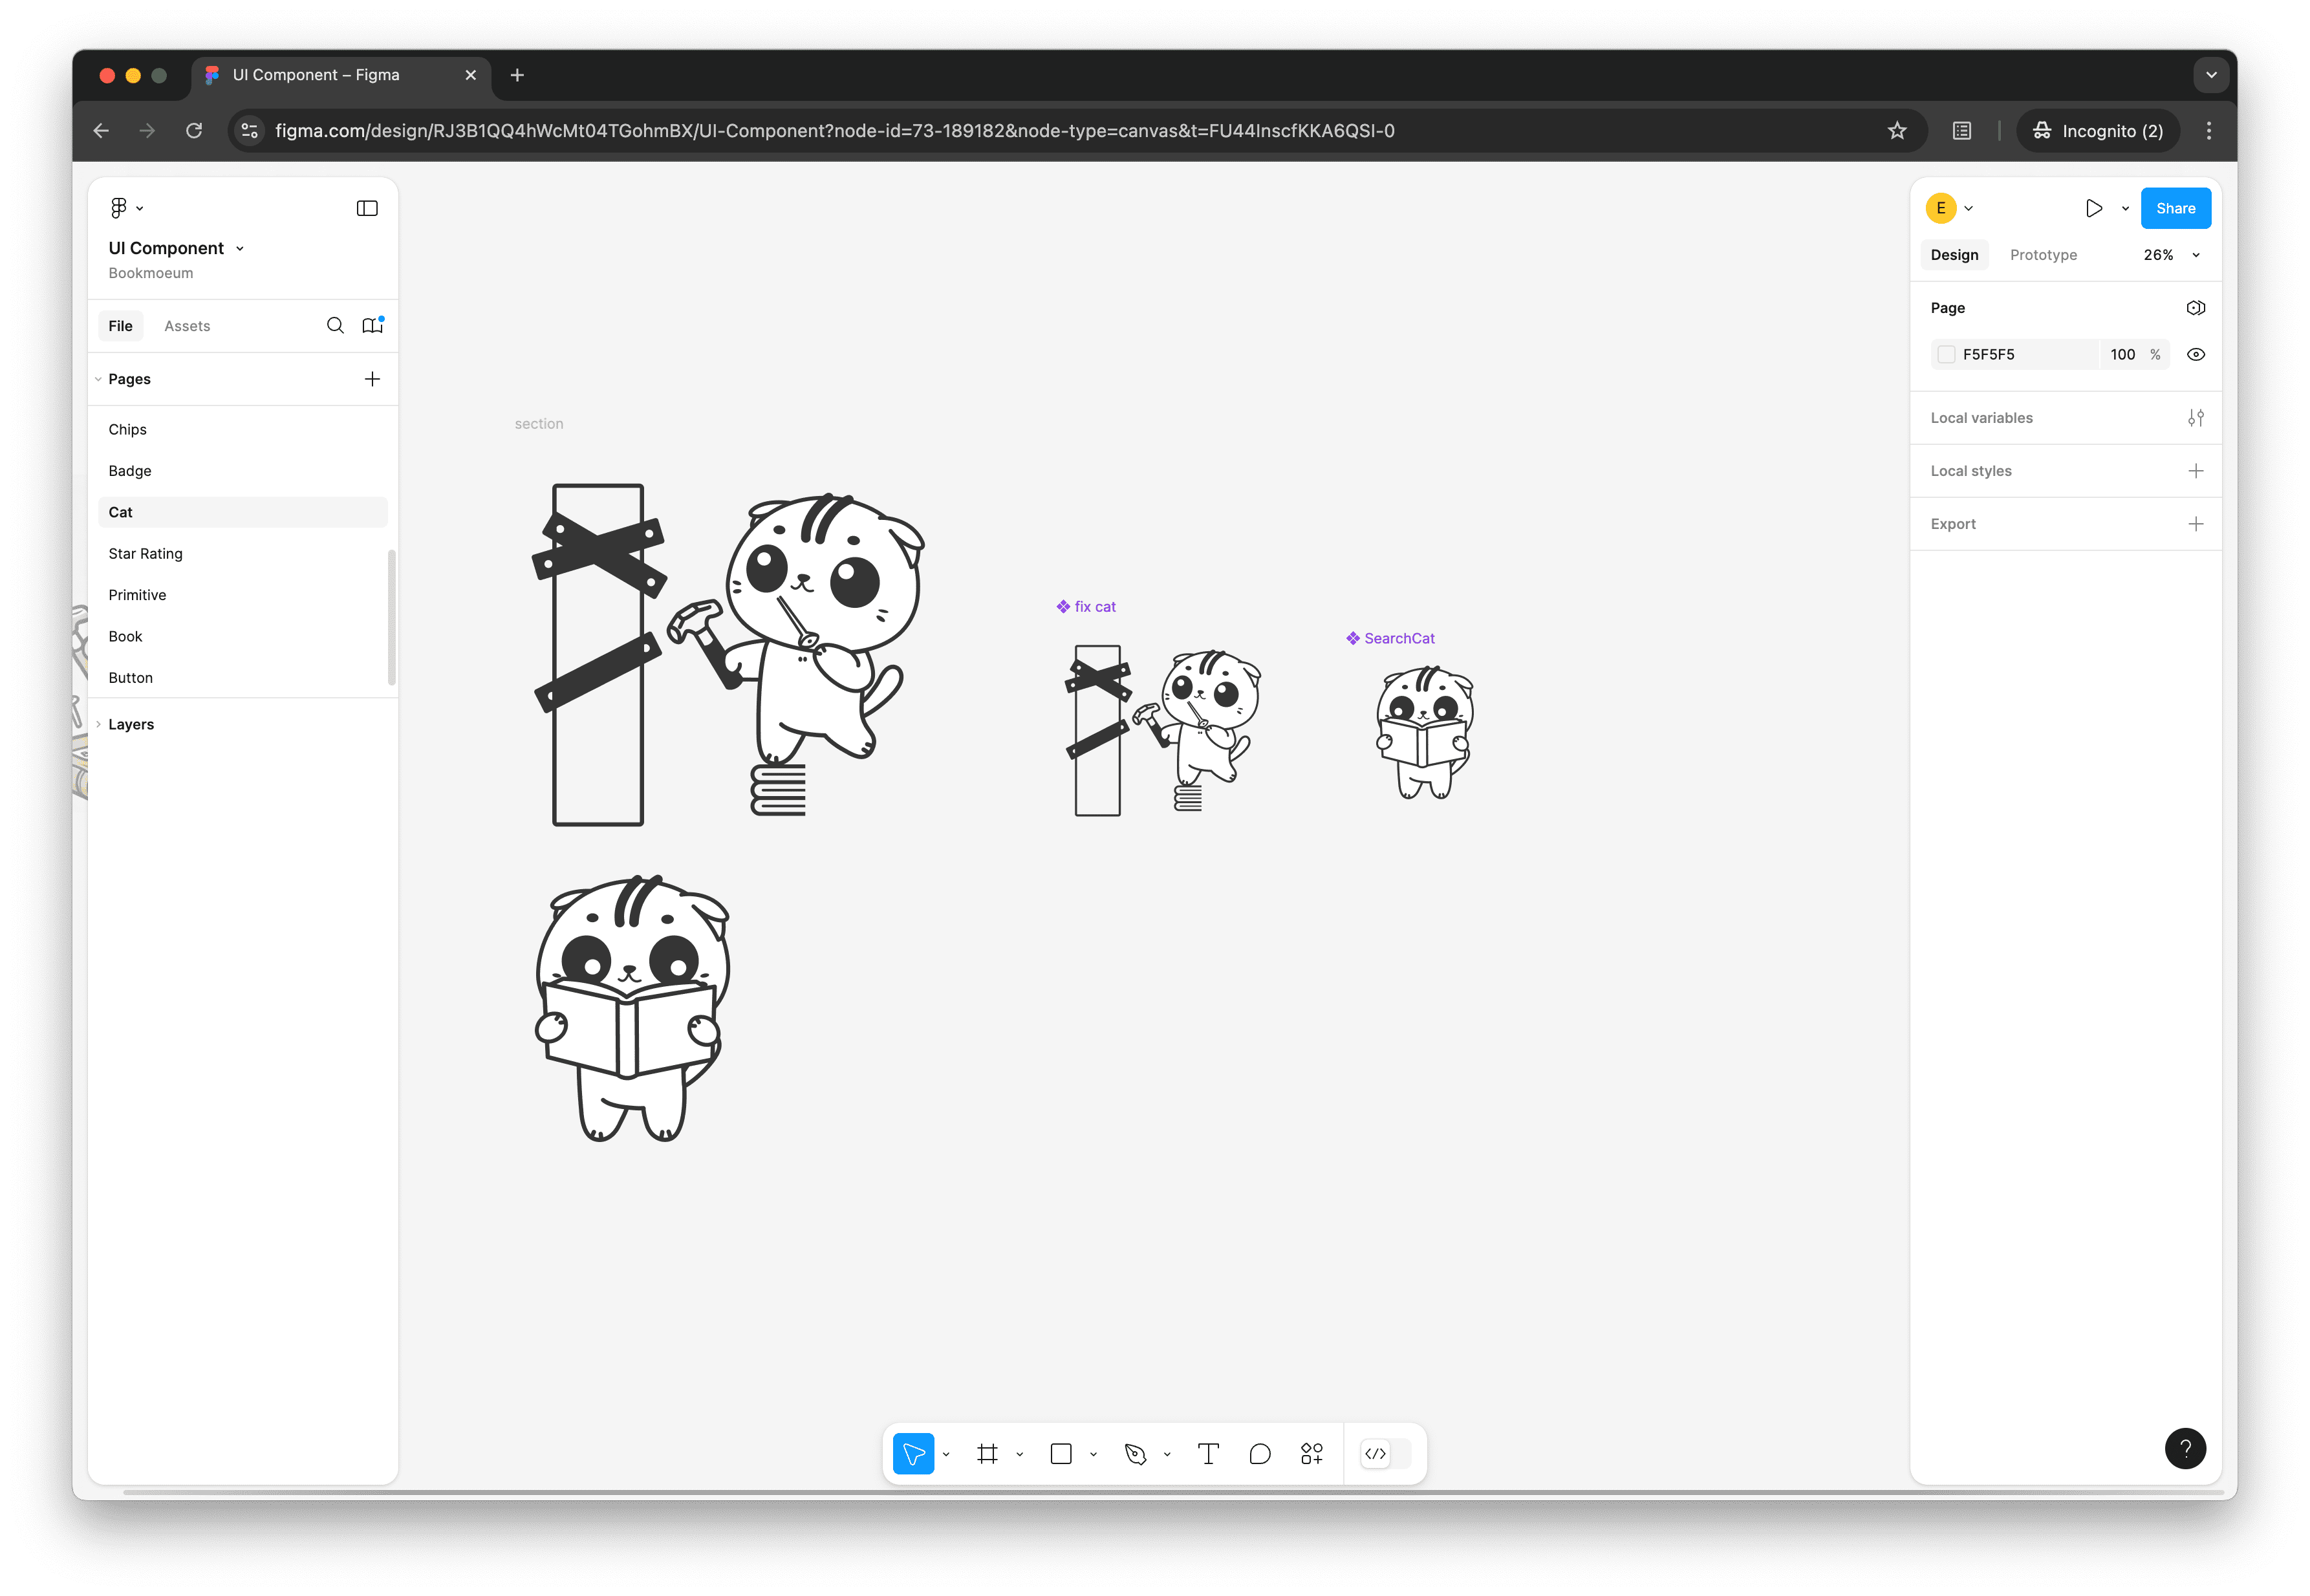 UI Component – Figma
figma.com/design/RJ3B1QQ4hWcMt04TGohmBX/UI-Component?node-id=73-189182&node-type=canvas&t=FU44InscfKKA6QSI-0
Incognito (2)
UI Component
Bookmoeum
File
Assets
Pages
Chips
Badge
Cat
Star Rating
Primitive
Book
Button
Layers
section
fix cat
SearchCat
E
Share
Design
Prototype
26%
Page
F5F5F5
100 %
Local variables
Local styles
Export
?